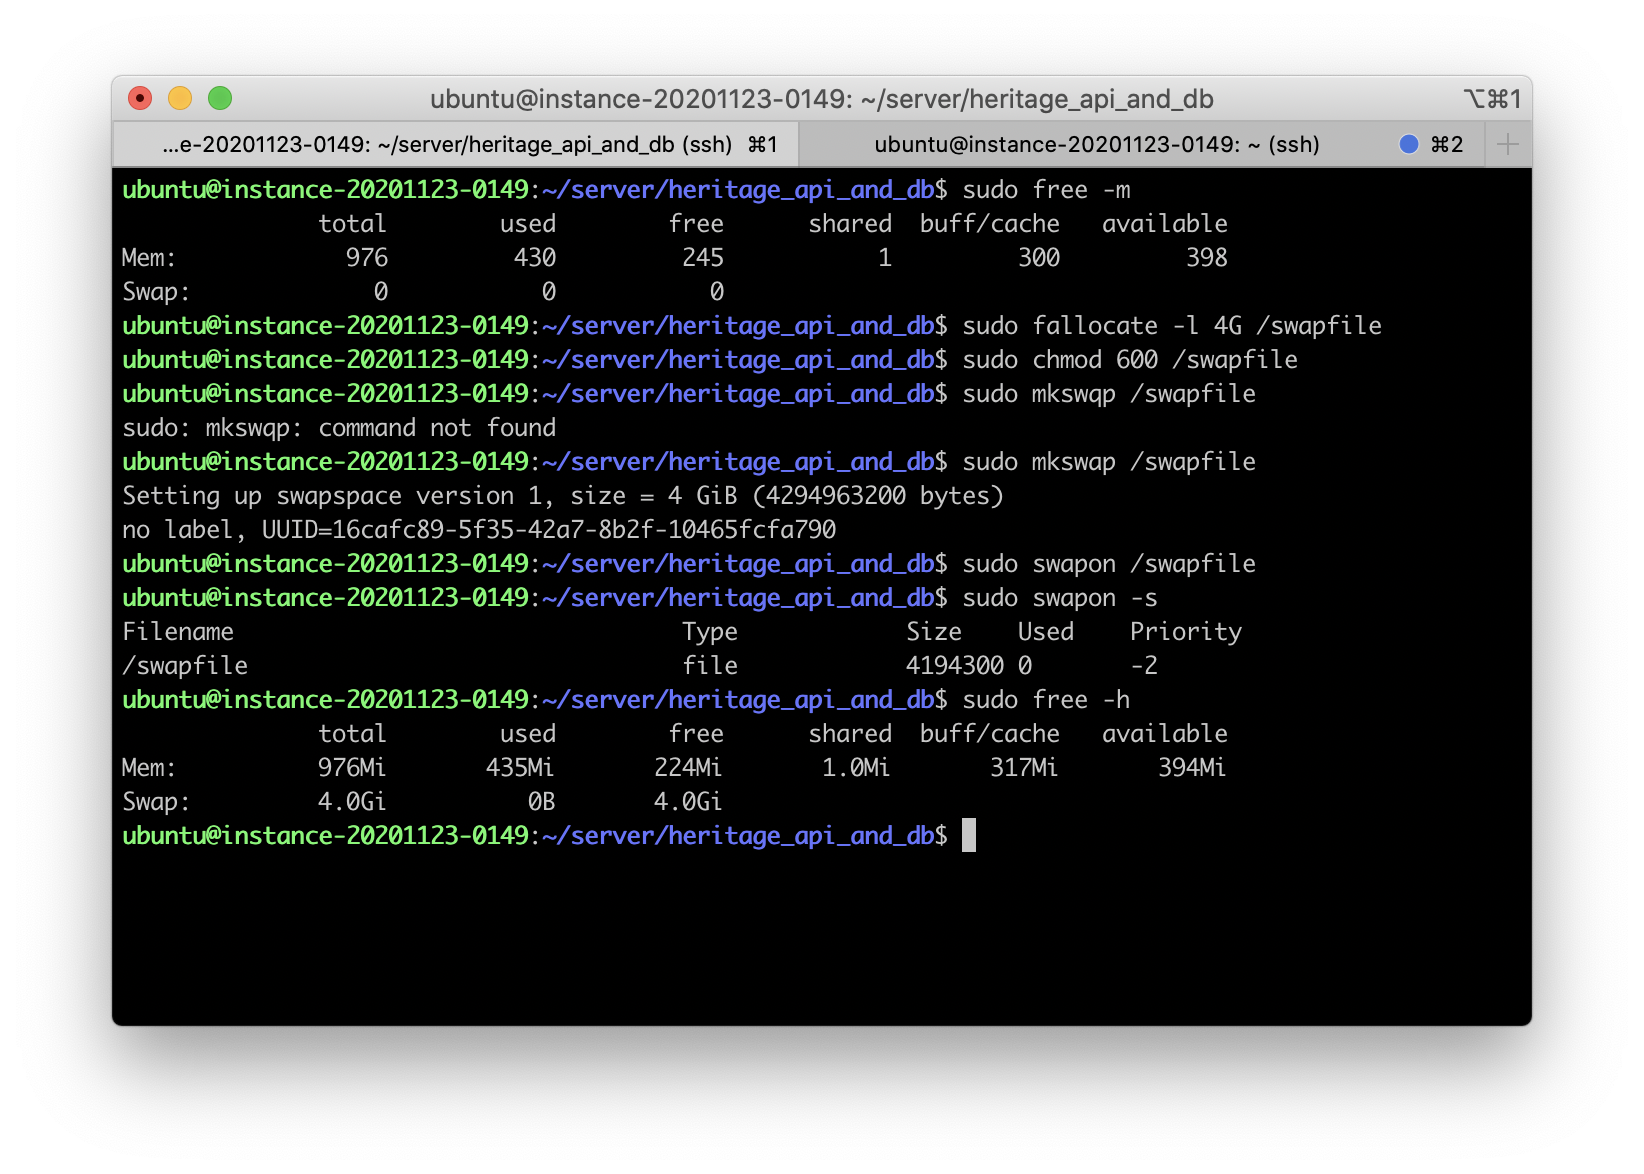 ubuntu@instance-20201123-0149: ~/server/heritage_api_and_db ⌥⌘1
...e-20201123-0149: ~/server/heritage_api_and_db (ssh) ⌘1 ubuntu@instance-20201123-0149: ~ (ssh) ⌘2
ubuntu@instance-20201123-0149:~/server/heritage_api_and_db$ sudo free -m
              total        used        free      shared  buff/cache   available
Mem:            976         430         245           1         300         398
Swap:             0           0           0
ubuntu@instance-20201123-0149:~/server/heritage_api_and_db$ sudo fallocate -l 4G /swapfile
ubuntu@instance-20201123-0149:~/server/heritage_api_and_db$ sudo chmod 600 /swapfile
ubuntu@instance-20201123-0149:~/server/heritage_api_and_db$ sudo mkswqp /swapfile
sudo: mkswqp: command not found
ubuntu@instance-20201123-0149:~/server/heritage_api_and_db$ sudo mkswap /swapfile
Setting up swapspace version 1, size = 4 GiB (4294963200 bytes)
no label, UUID=16cafc89-5f35-42a7-8b2f-10465fcfa790
ubuntu@instance-20201123-0149:~/server/heritage_api_and_db$ sudo swapon /swapfile
ubuntu@instance-20201123-0149:~/server/heritage_api_and_db$ sudo swapon -s
Filename                                Type            Size    Used    Priority
/swapfile                               file            4194300 0       -2
ubuntu@instance-20201123-0149:~/server/heritage_api_and_db$ sudo free -h
              total        used        free      shared  buff/cache   available
Mem:          976Mi       435Mi       224Mi       1.0Mi       317Mi       394Mi
Swap:         4.0Gi          0B       4.0Gi
ubuntu@instance-20201123-0149:~/server/heritage_api_and_db$